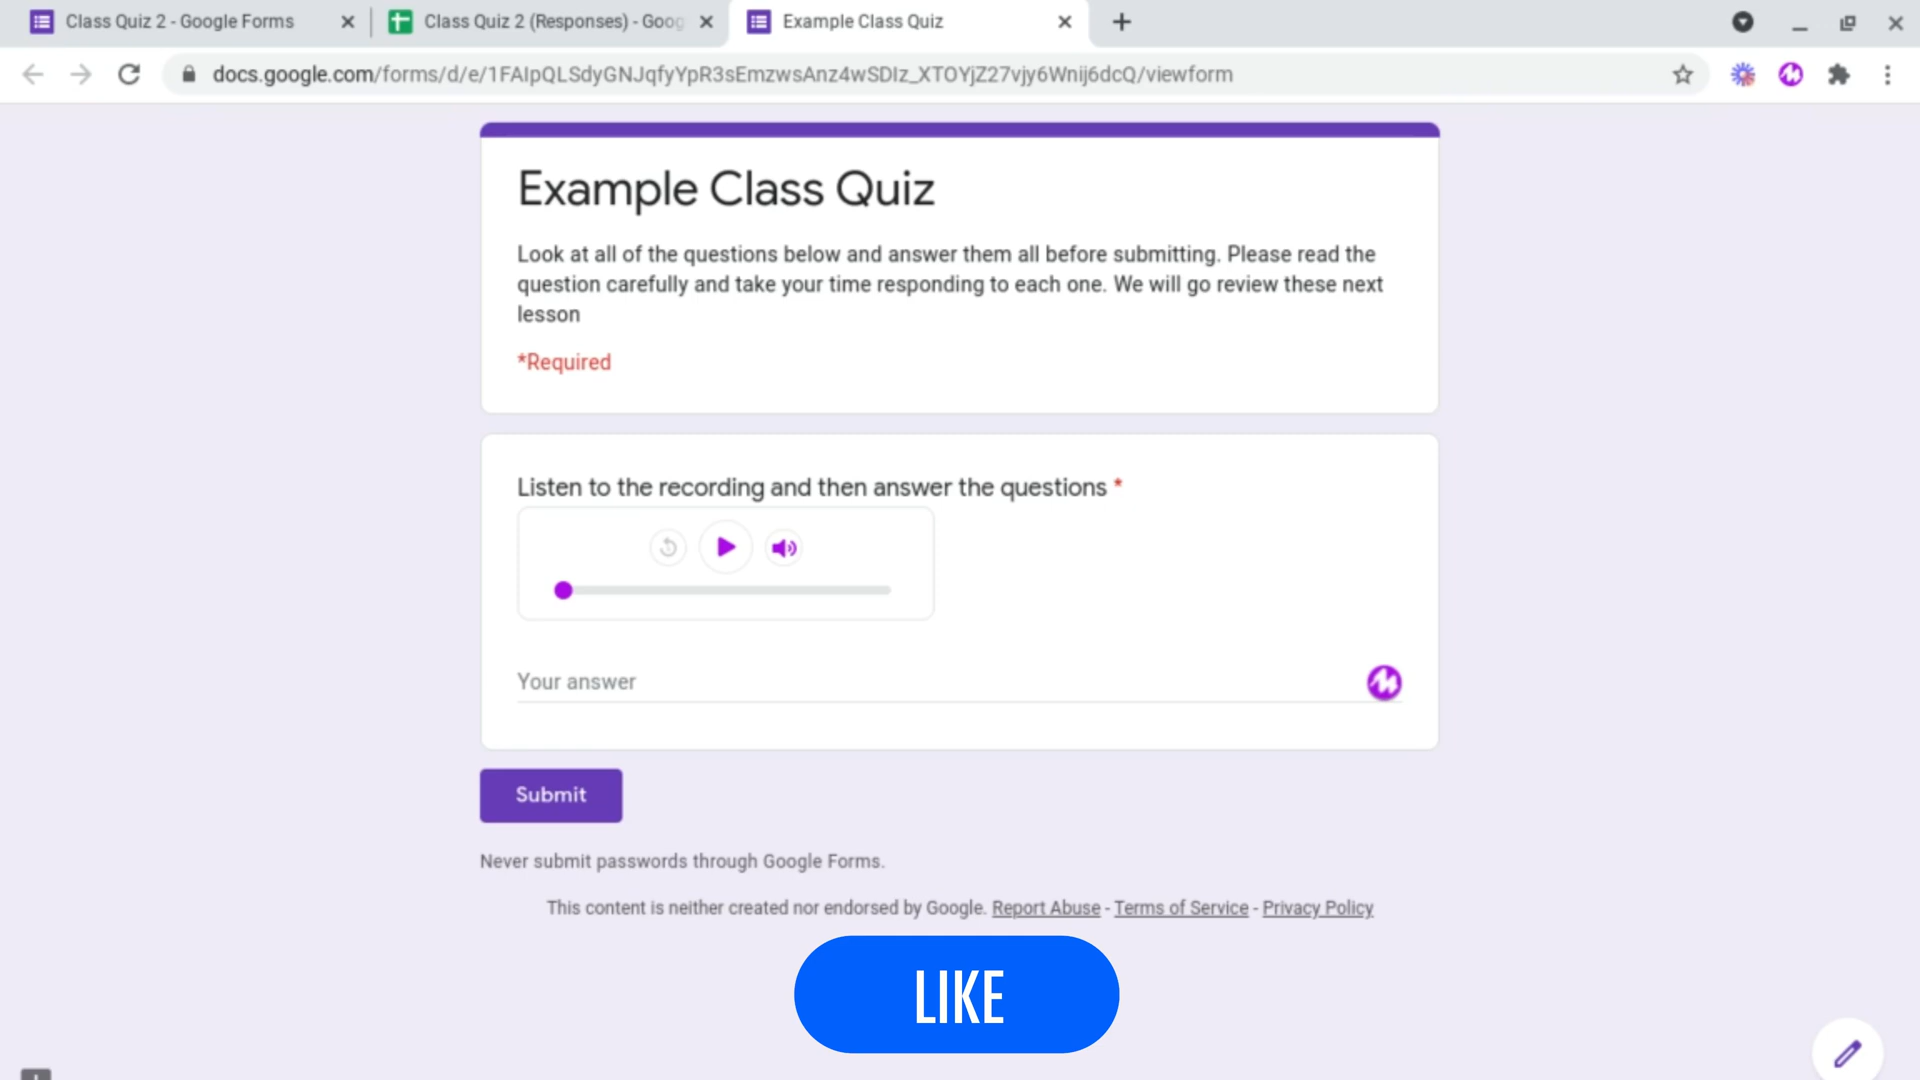 Class Quiz 2 - Google Forms
Class Quiz 2 (Responses) - Goog
Example Class Quiz
docs.google.com/forms/d/e/1FAIpQLSdyGNJqfyYpR3sEmzwsAnz4wSDIz_XTOYjZ27vjy6Wnij6dcQ/viewform
Example Class Quiz
Look at all of the questions below and answer them all before submitting. Please read the
question carefully and take your time responding to each one. We will go review these next
lesson
*Required
Listen to the recording and then answer the questions *
Your answer
Submit
Never submit passwords through Google Forms.
This content is neither created nor endorsed by Google. Report Abuse - Terms of Service - Privacy Policy
LIKE